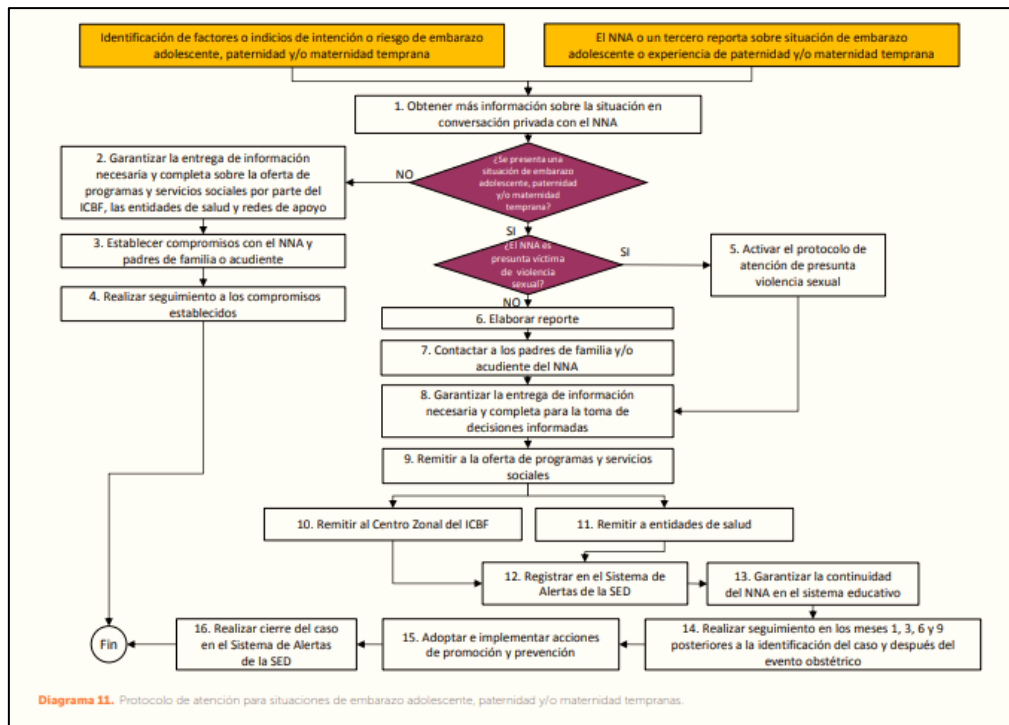 Identificación de factores o indicios de intención o riesgo de embarazo
adolescente, paternidad y/o maternidad temprana
El NNA o un tercero reporta sobre situación de embarazo
adolescente o experiencia de paternidad y/o maternidad temprana
1. Obtener más información sobre la situación en
conversación privada con el NNA
¿Se presenta una
situación de embarazo
adolescente, paternidad
y/o maternidad
temprana?
NO
2. Garantizar la entrega de información
necesaria y completa sobre la oferta de
programas y servicios sociales por parte del
ICBF, las entidades de salud y redes de apoyo
3. Establecer compromisos con el NNA y
padres de familia o acudiente
4. Realizar seguimiento a los compromisos
establecidos
SI
¿El NNA es
presunta víctima
de violencia
sexual?
SI
5. Activar el protocolo de
atención de presunta
violencia sexual
NO
6. Elaborar reporte
7. Contactar a los padres de familia y/o
acudiente del NNA
8. Garantizar la entrega de información
necesaria y completa para la toma de
decisiones informadas
9. Remitir a la oferta de programas y servicios
sociales
10. Remitir al Centro Zonal del ICBF
11. Remitir a entidades de salud
12. Registrar en el Sistema de
Alertas de la SED
13. Garantizar la continuidad
del NNA en el sistema educativo
14. Realizar seguimiento en los meses 1, 3, 6 y 9
posteriores a la identificación del caso y después del
evento obstétrico
15. Adoptar e implementar acciones
de promoción y prevención
16. Realizar cierre del caso
en el Sistema de Alertas
de la SED
Fin
Diagrama 11. Protocolo de atención para situaciones de embarazo adolescente, paternidad y/o maternidad tempranas.